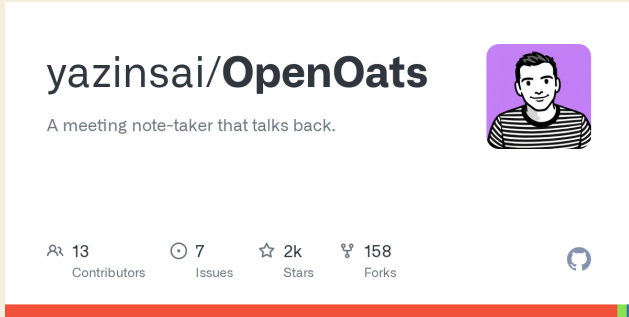 yazinsai/OpenOats
A meeting note-taker that talks back.
13
Contributors
7
Issues
2k
Stars
158
Forks